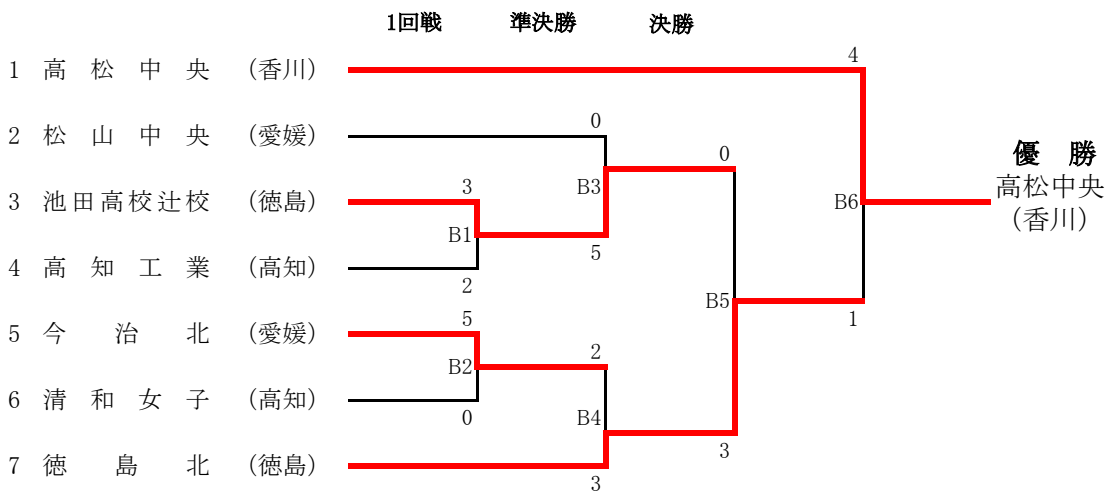 1回戦 準決勝 決勝
4
1 高松中央 (香川)
0
2 松山中央 (愛媛)
0
優勝
3
B3
高松中央
3 池田高校辻校 (徳島)
B6
(香川)
B1
5
4 高知工業 (高知)
2
B5
5
1
5 今治北 (愛媛)
2
B2
6 清和女子 (高知)
0
B4
3
7 徳島北 (徳島)
3